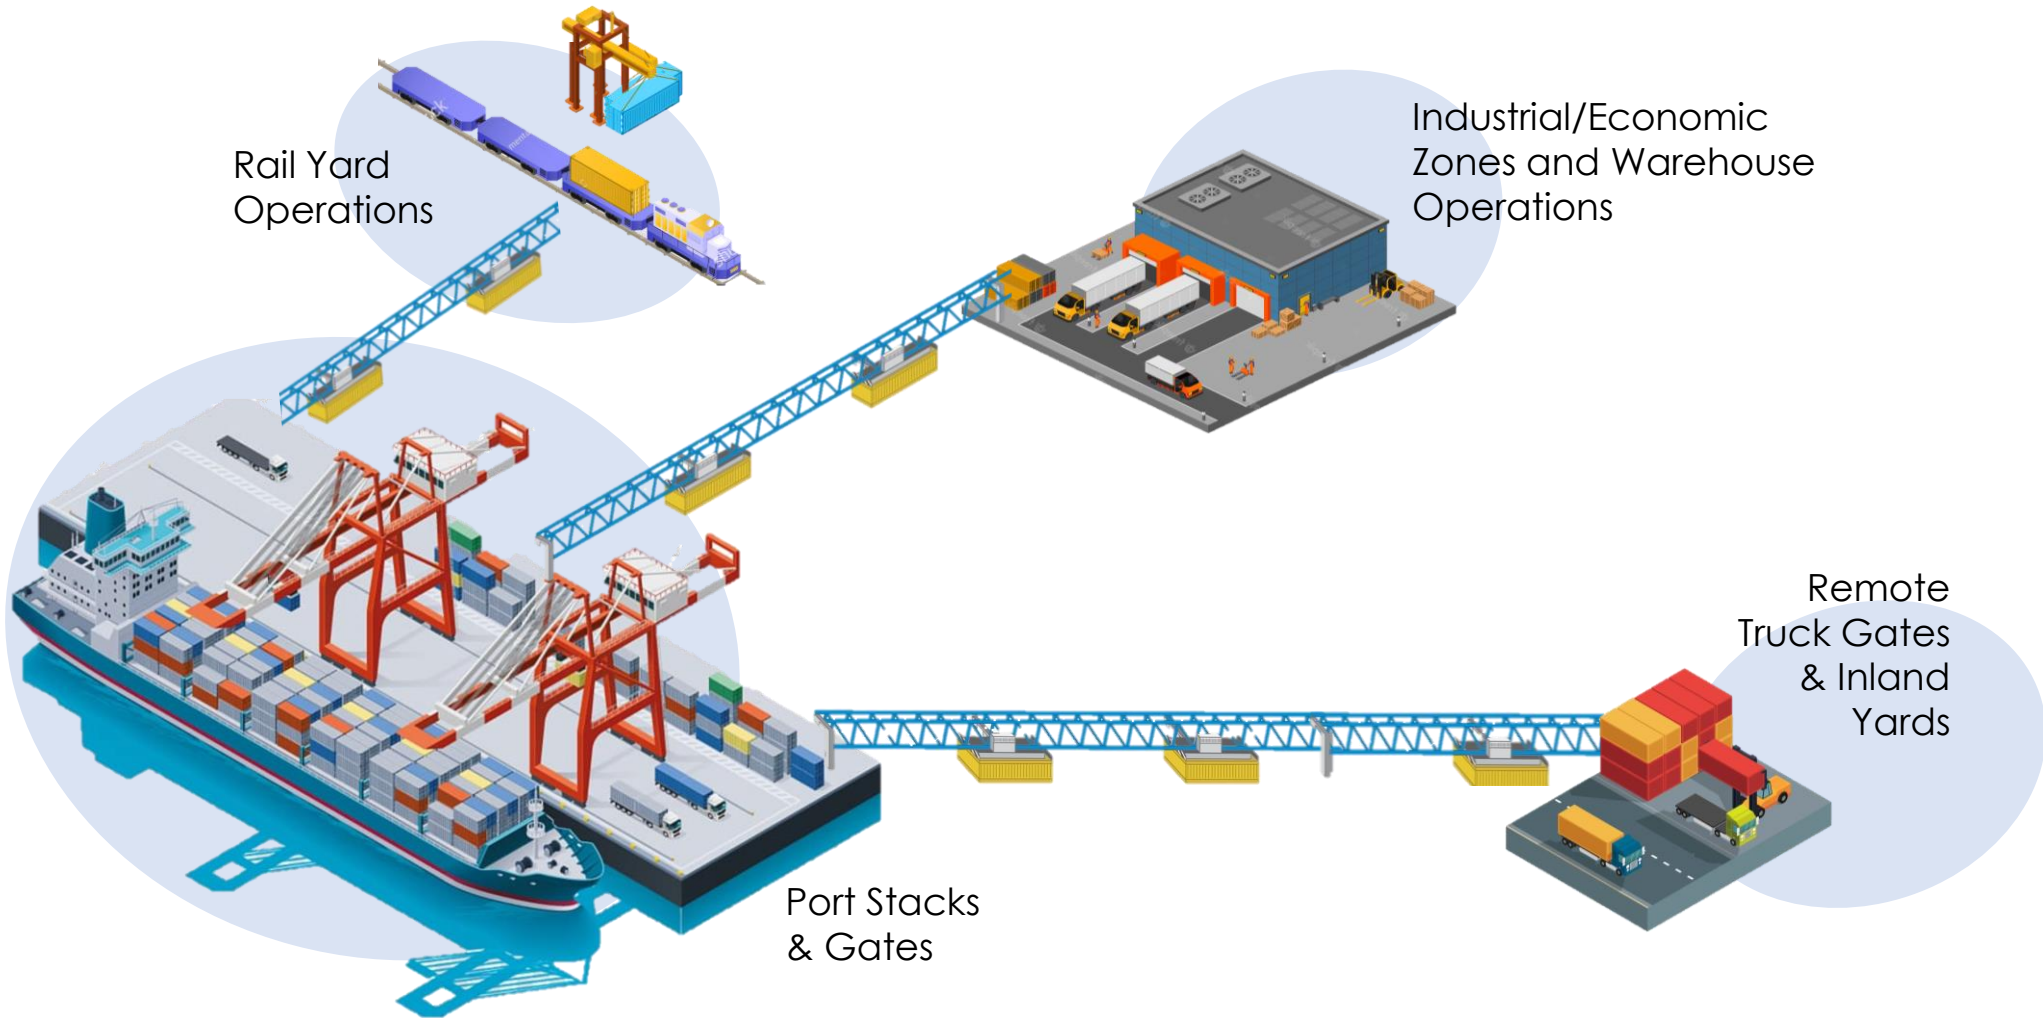 Rail Yard
Operations
Industrial/Economic
Zones and Warehouse
Operations
Remote
Truck Gates
& Inland
Yards
Port Stacks
& Gates